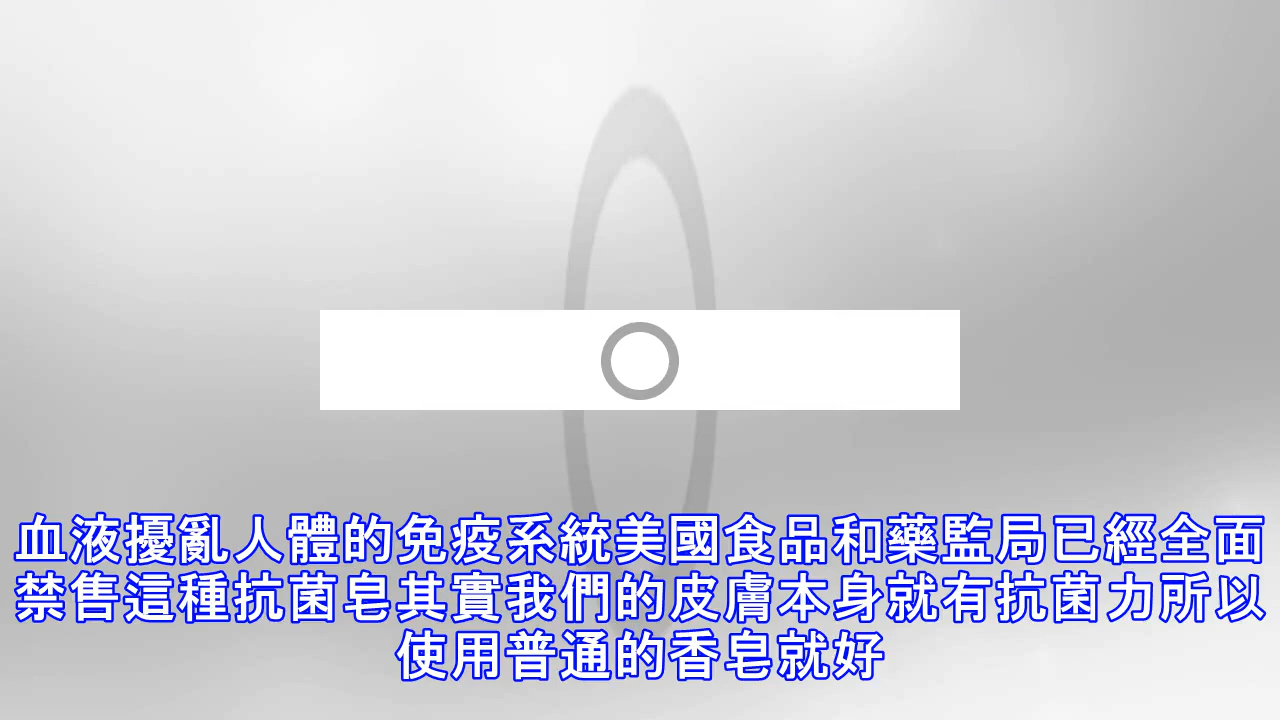 血液擾亂人體的免疫系統美國食品和藥監局已經全面
禁售這種抗菌皂其實我們的皮膚本身就有抗菌力所以
使用普通的香皂就好